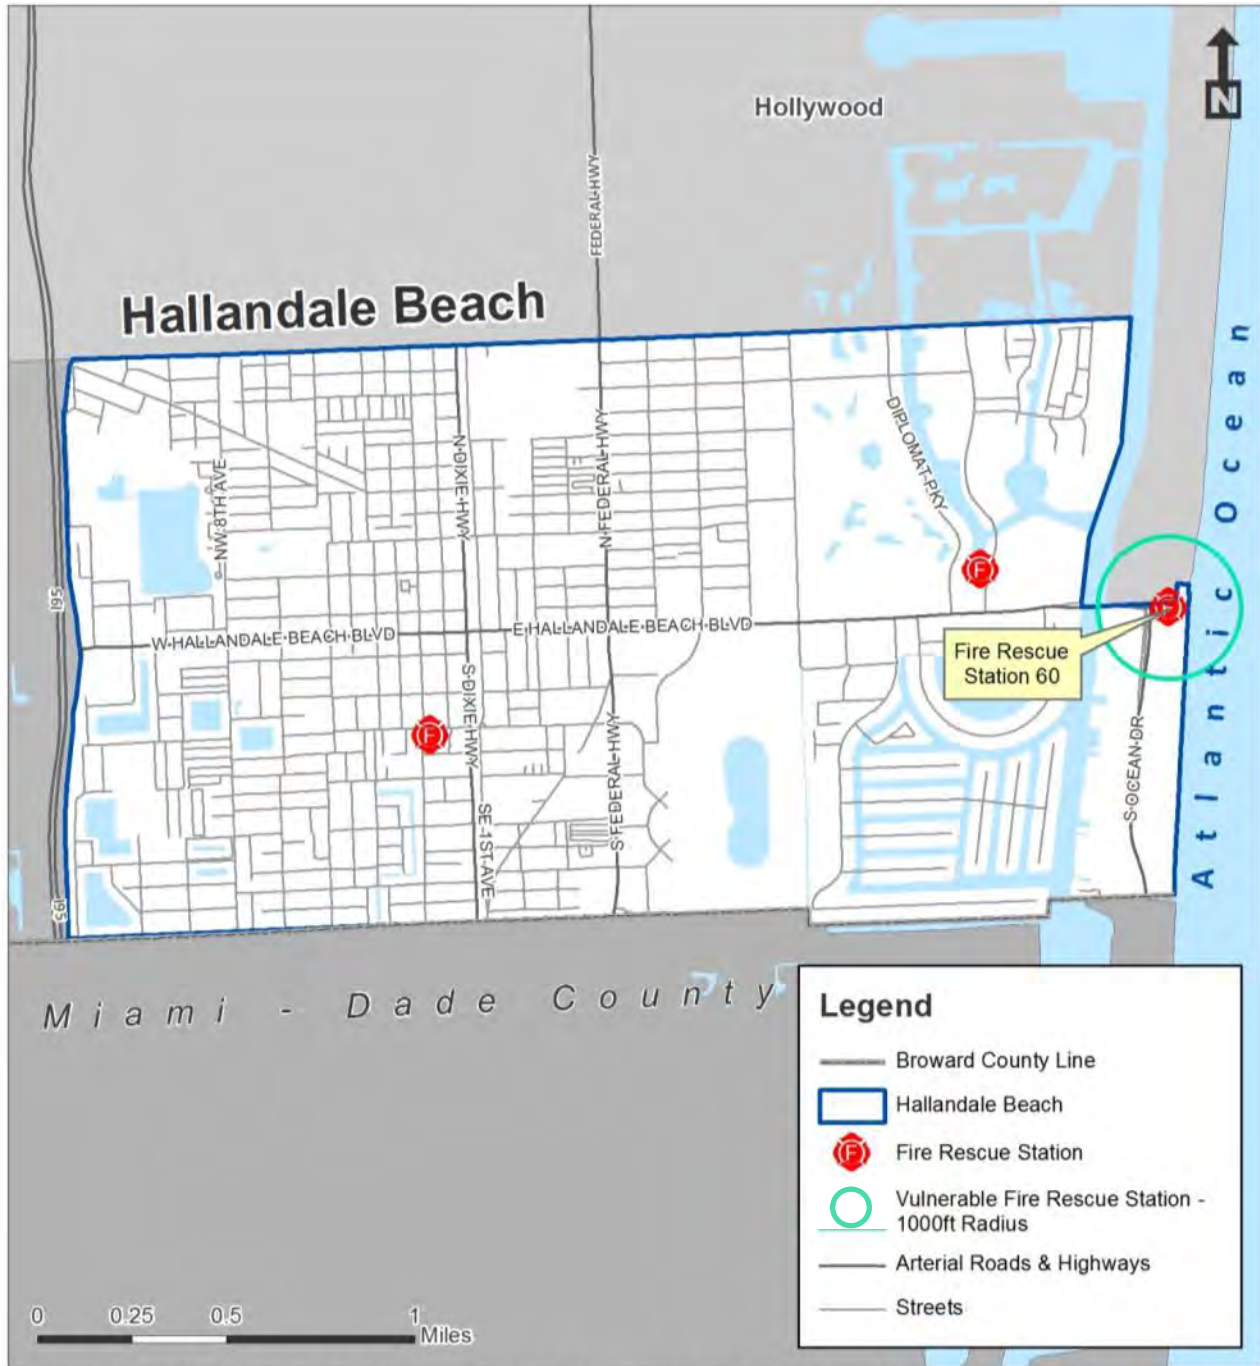 N
Hollywood
FEDERAL HWY
Hallandale Beach
Atlantic Ocean
DIPLOMAT PKY
N DIXIE HWY
N FEDERAL HWY
NW 8TH AVE
I95
F
F
W HALLANDALE BEACH BLVD
E HALLANDALE BEACH BLVD
Fire Rescue
Station 60
S DIXIE HWY
F
S FEDERAL HWY
S OCEAN DR
SE 1ST AVE
I95
Miami - Dade County
Legend
Broward County Line
Hallandale Beach
F
Fire Rescue Station
Vulnerable Fire Rescue Station -
1000ft Radius
Arterial Roads & Highways
Streets
0 0.25 0.5 1
Miles